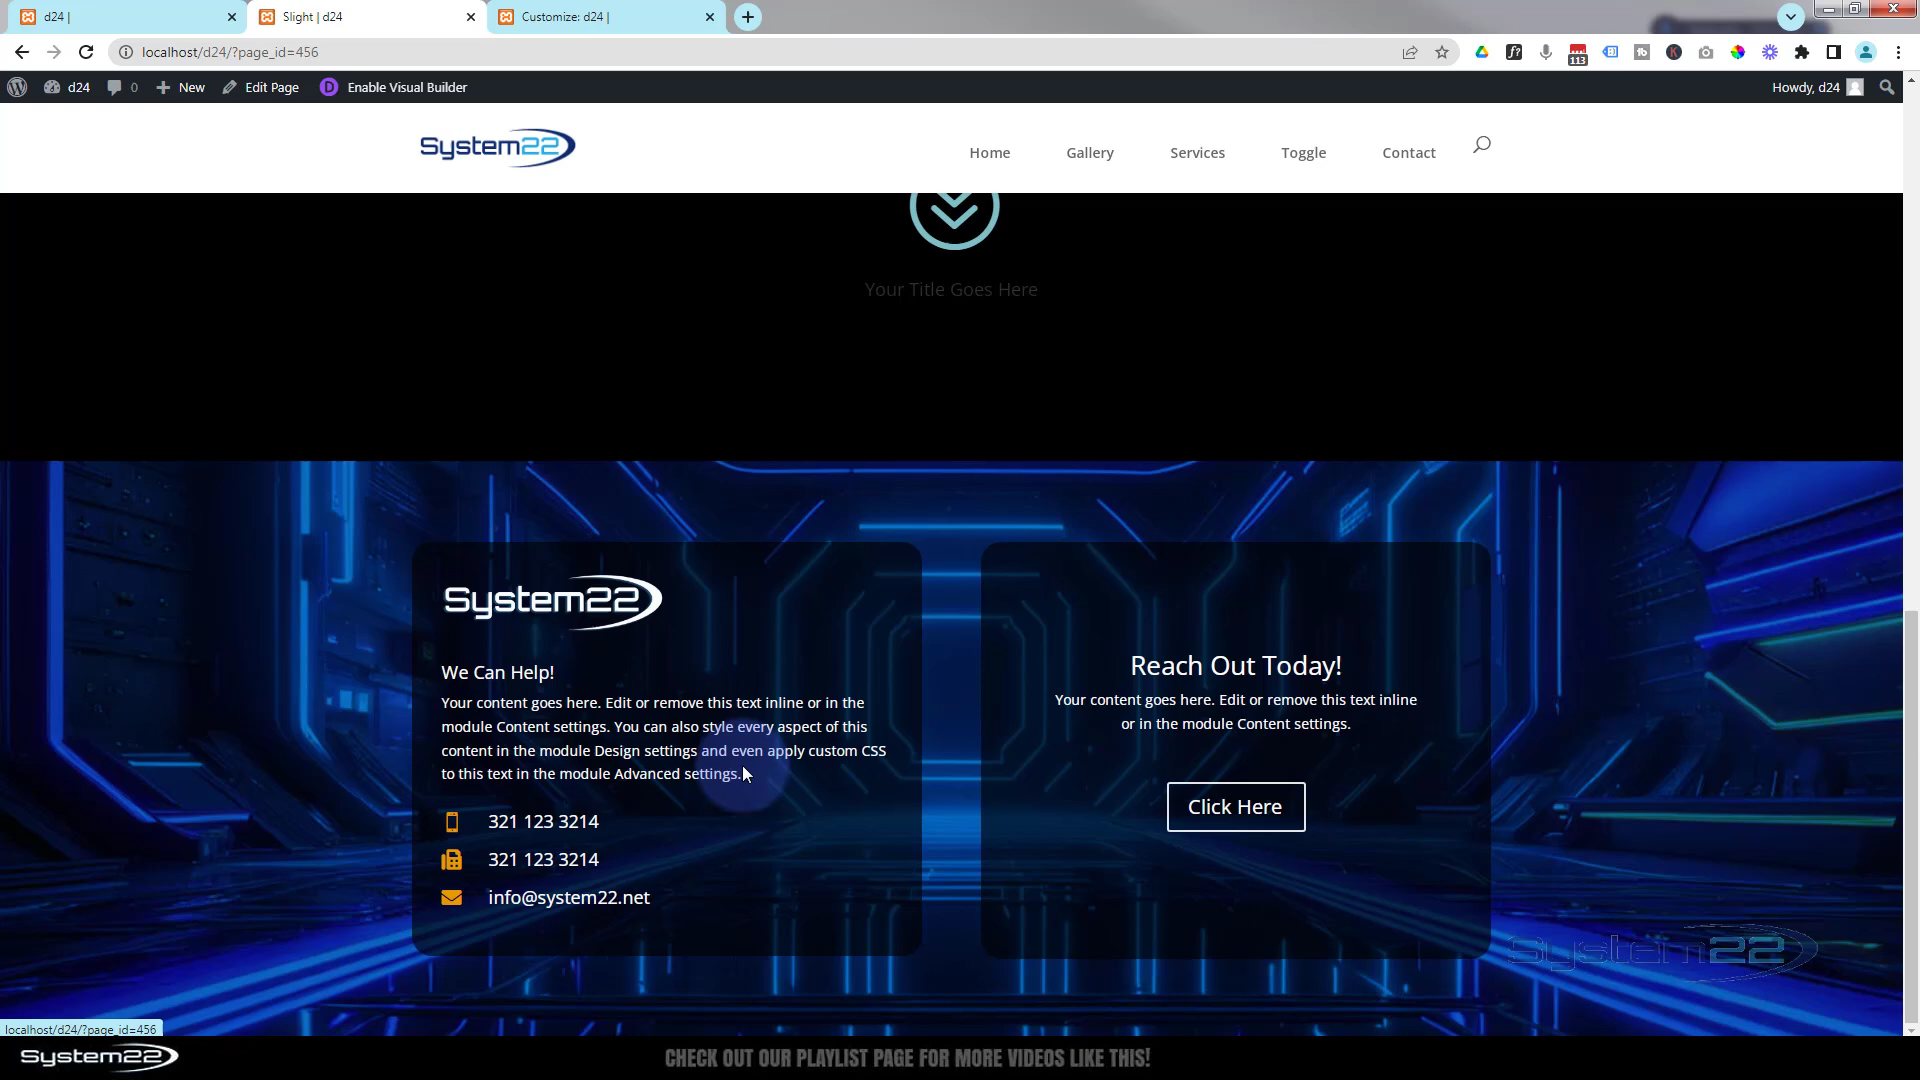 d24 |
Slight | d24
Customize: d24 |
localhost/d24/?page_id=456
113
d24
0
New
Edit Page
Enable Visual Builder
Howdy, d24
System22
Home
Gallery
Services
Toggle
Contact
Your Title Goes Here
System22
We Can Help!
Your content goes here. Edit or remove this text inline or in the
module Content settings. You can also style every aspect of this
content in the module Design settings and even apply custom CSS
to this text in the module Advanced settings.
321 123 3214
321 123 3214
info@system22.net
Reach Out Today!
Your content goes here. Edit or remove this text inline
or in the module Content settings.
Click Here
System22
localhost/d24/?page_id=456
System22
CHECK OUT OUR PLAYLIST PAGE FOR MORE VIDEOS LIKE THIS!